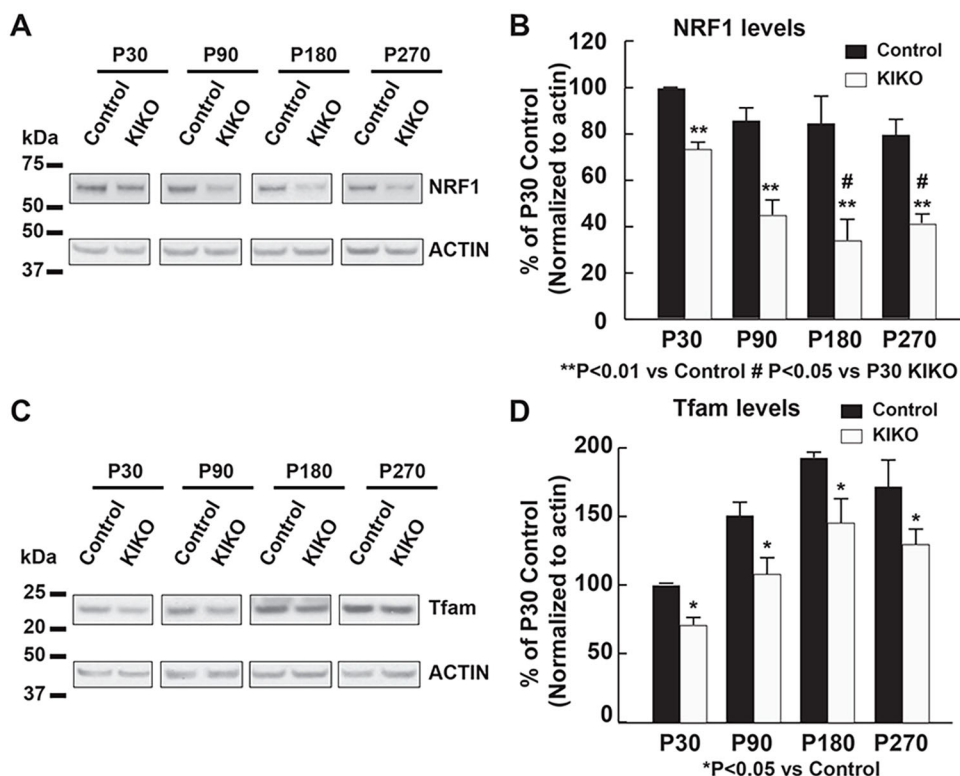 A
P30 P90 P180 P270
Control KIKO Control KIKO Control KIKO Control KIKO
kDa
75
NRF1
50
50
ACTIN
37
B
NRF1 levels
Control
KIKO
% of P30 Control
(Normalized to actin)
120
100
80
60
40
20
0
**
**
#
**
#
**
P30 P90 P180 P270
**P<0.01 vs Control # P<0.05 vs P30 KIKO
C
P30 P90 P180 P270
Control KIKO Control KIKO Control KIKO Control KIKO
kDa
25
Tfam
20
50
ACTIN
37
D
Tfam levels
Control
KIKO
% of P30 Control
(Normalized to actin)
200
150
100
50
0
*
*
*
*
P30 P90 P180 P270
*P<0.05 vs Control